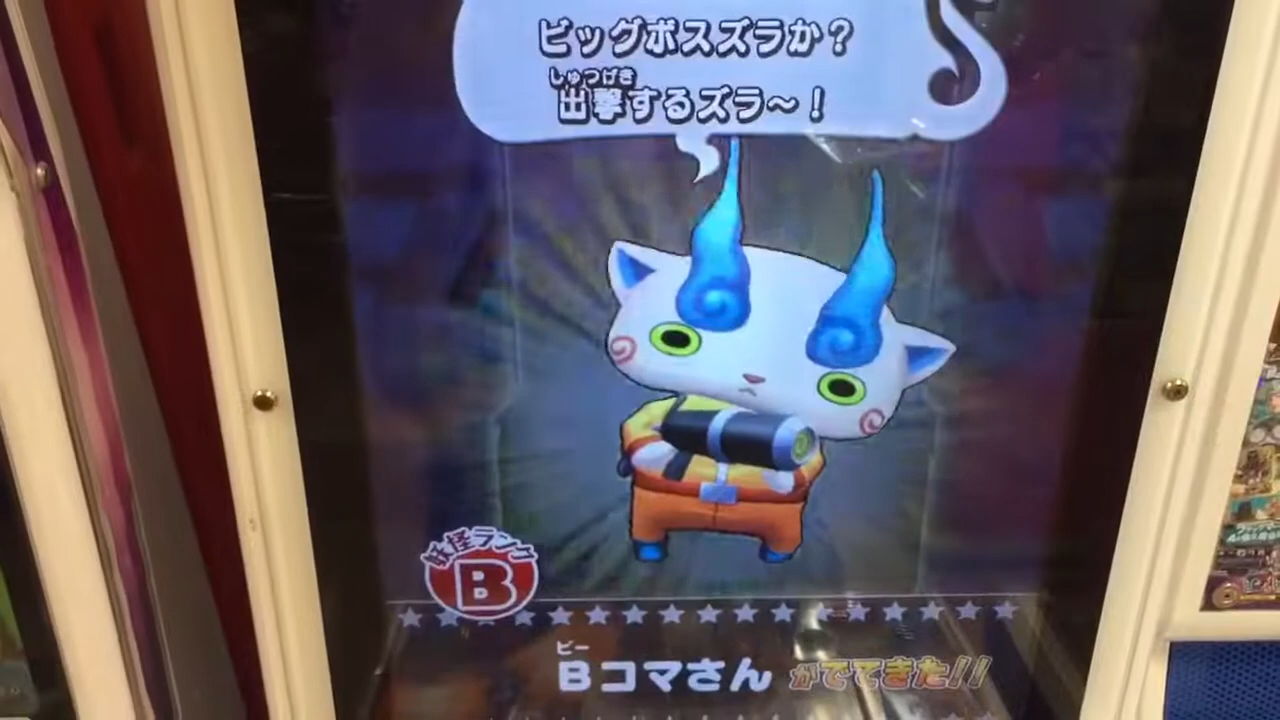 ビッグボスズラか?
しゅつげき
出撃するズラ～!
妖怪ランク
B
ビー
Bコマさん がでてきた!!